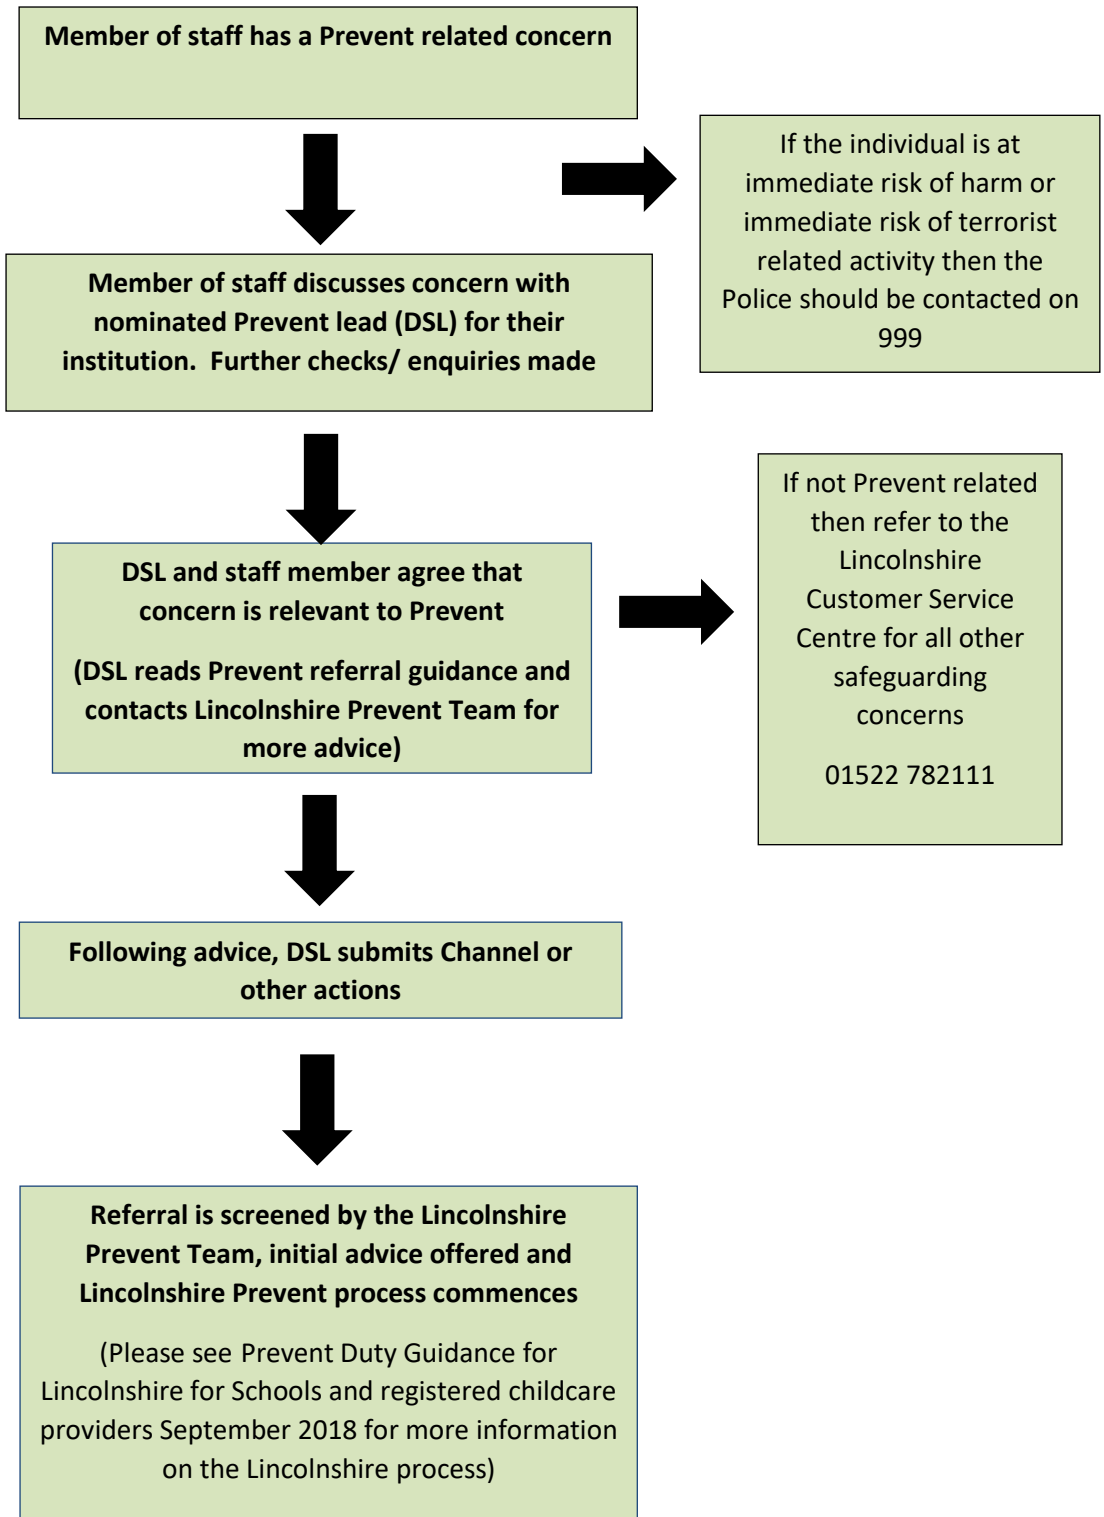 Member of staff has a Prevent related concern
If the individual is at
immediate risk of harm or
immediate risk of terrorist
related activity then the
Police should be contacted on
999
Member of staff discusses concern with
nominated Prevent lead (DSL) for their
institution.  Further checks/ enquiries made
If not Prevent related
then refer to the
Lincolnshire
Customer Service
Centre for all other
safeguarding
concerns
01522 782111
DSL and staff member agree that
concern is relevant to Prevent
(DSL reads Prevent referral guidance and
contacts Lincolnshire Prevent Team for
more advice)
Following advice, DSL submits Channel or
other actions
Referral is screened by the Lincolnshire
Prevent Team, initial advice offered and
Lincolnshire Prevent process commences
(Please see Prevent Duty Guidance for
Lincolnshire for Schools and registered childcare
providers September 2018 for more information
on the Lincolnshire process)